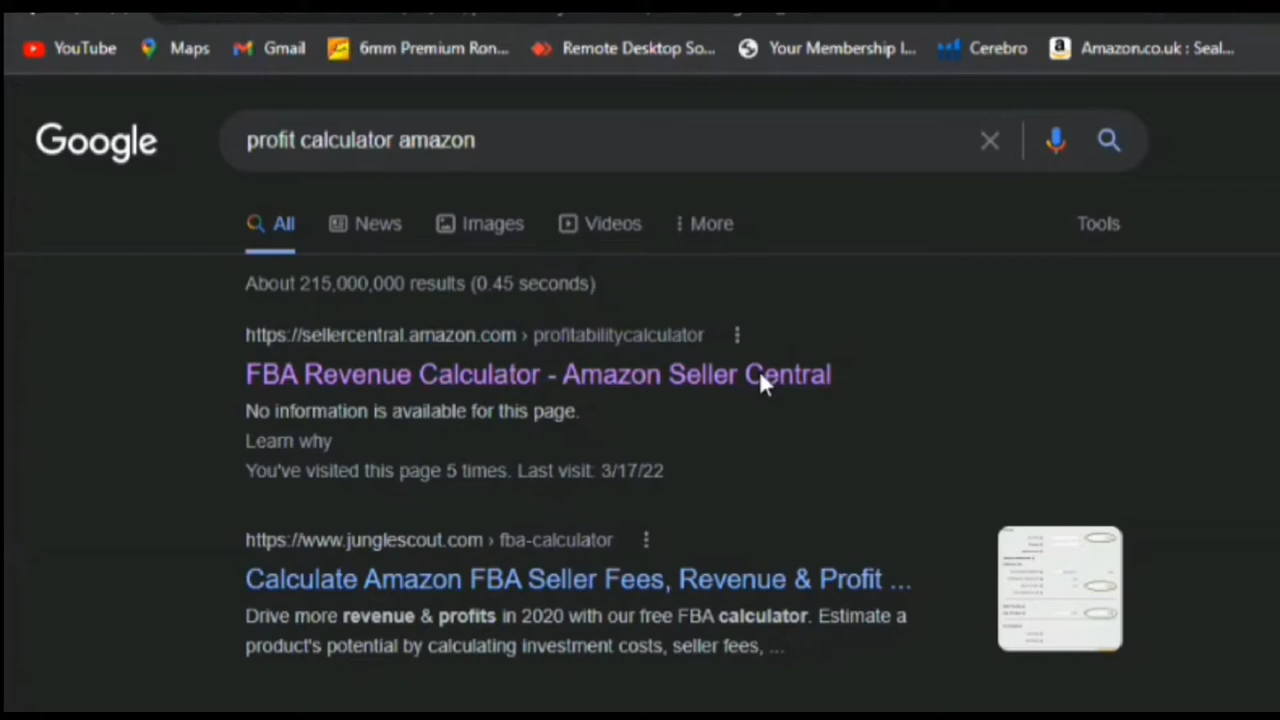 YouTube Maps Gmail 6mm Premium Ron... Remote Desktop So... Your Membership I... Cerebro Amazon.co.uk : Seal...
Google profit calculator amazon
All News Images Videos More Tools
About 215,000,000 results (0.45 seconds)
https://sellercentral.amazon.com › profitabilitycalculator
FBA Revenue Calculator - Amazon Seller Central
No information is available for this page.
Learn why
You've visited this page 5 times. Last visit: 3/17/22
https://www.junglescout.com › fba-calculator
Calculate Amazon FBA Seller Fees, Revenue & Profit ...
Drive more revenue & profits in 2020 with our free FBA calculator. Estimate a
product's potential by calculating investment costs, seller fees, ...